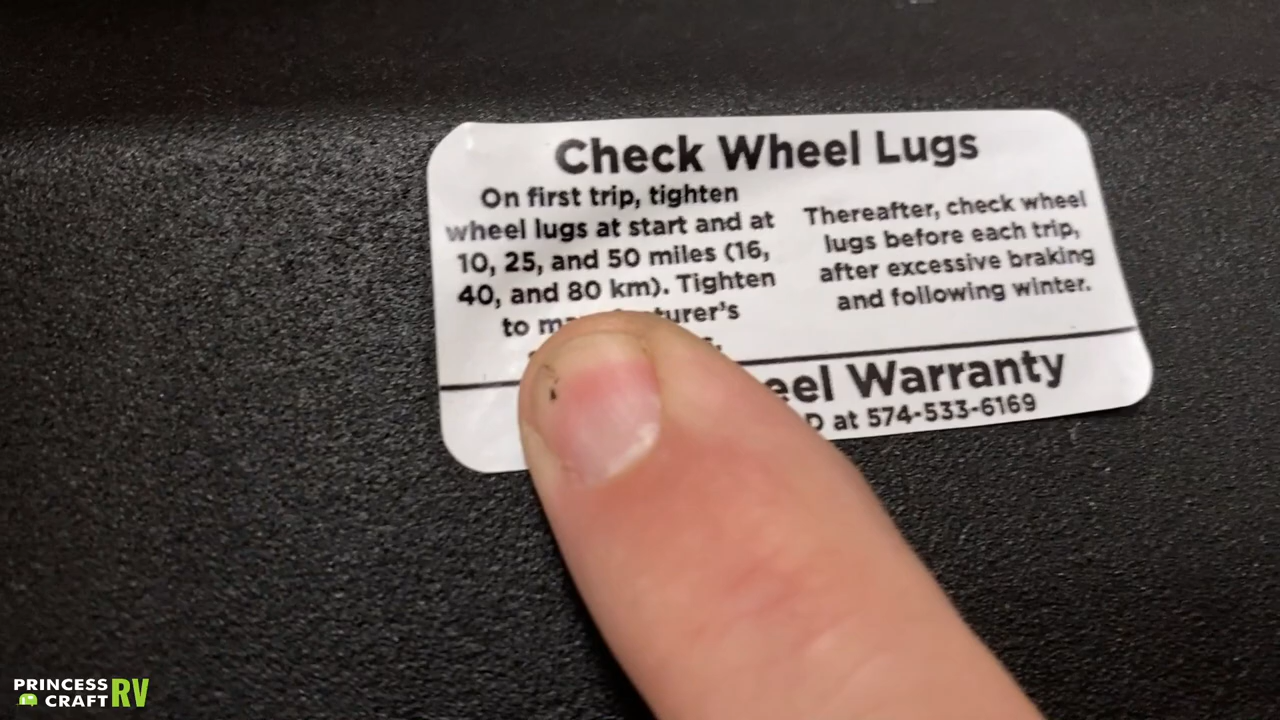 Check Wheel Lugs
On first trip, tighten
wheel lugs at start and at
10, 25, and 50 miles (16,
40, and 80 km). Tighten
to
Thereafter, check wheel
lugs before each trip,
after excessive braking
and following winter.
Warranty
at 574-533-6169
PRINCESS
CRAFT RV